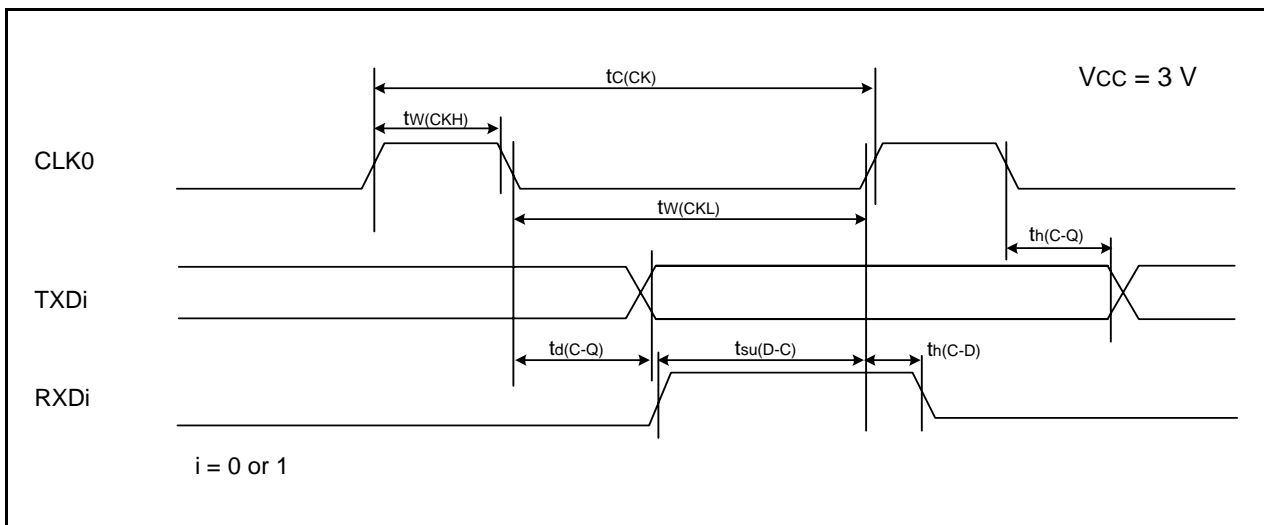 tC(CK)
VCC = 3 V
tW(CKH)
CLK0
tW(CKL)
th(C-Q)
TXDi
td(C-Q)
tsu(D-C)
th(C-D)
RXDi
i = 0 or 1